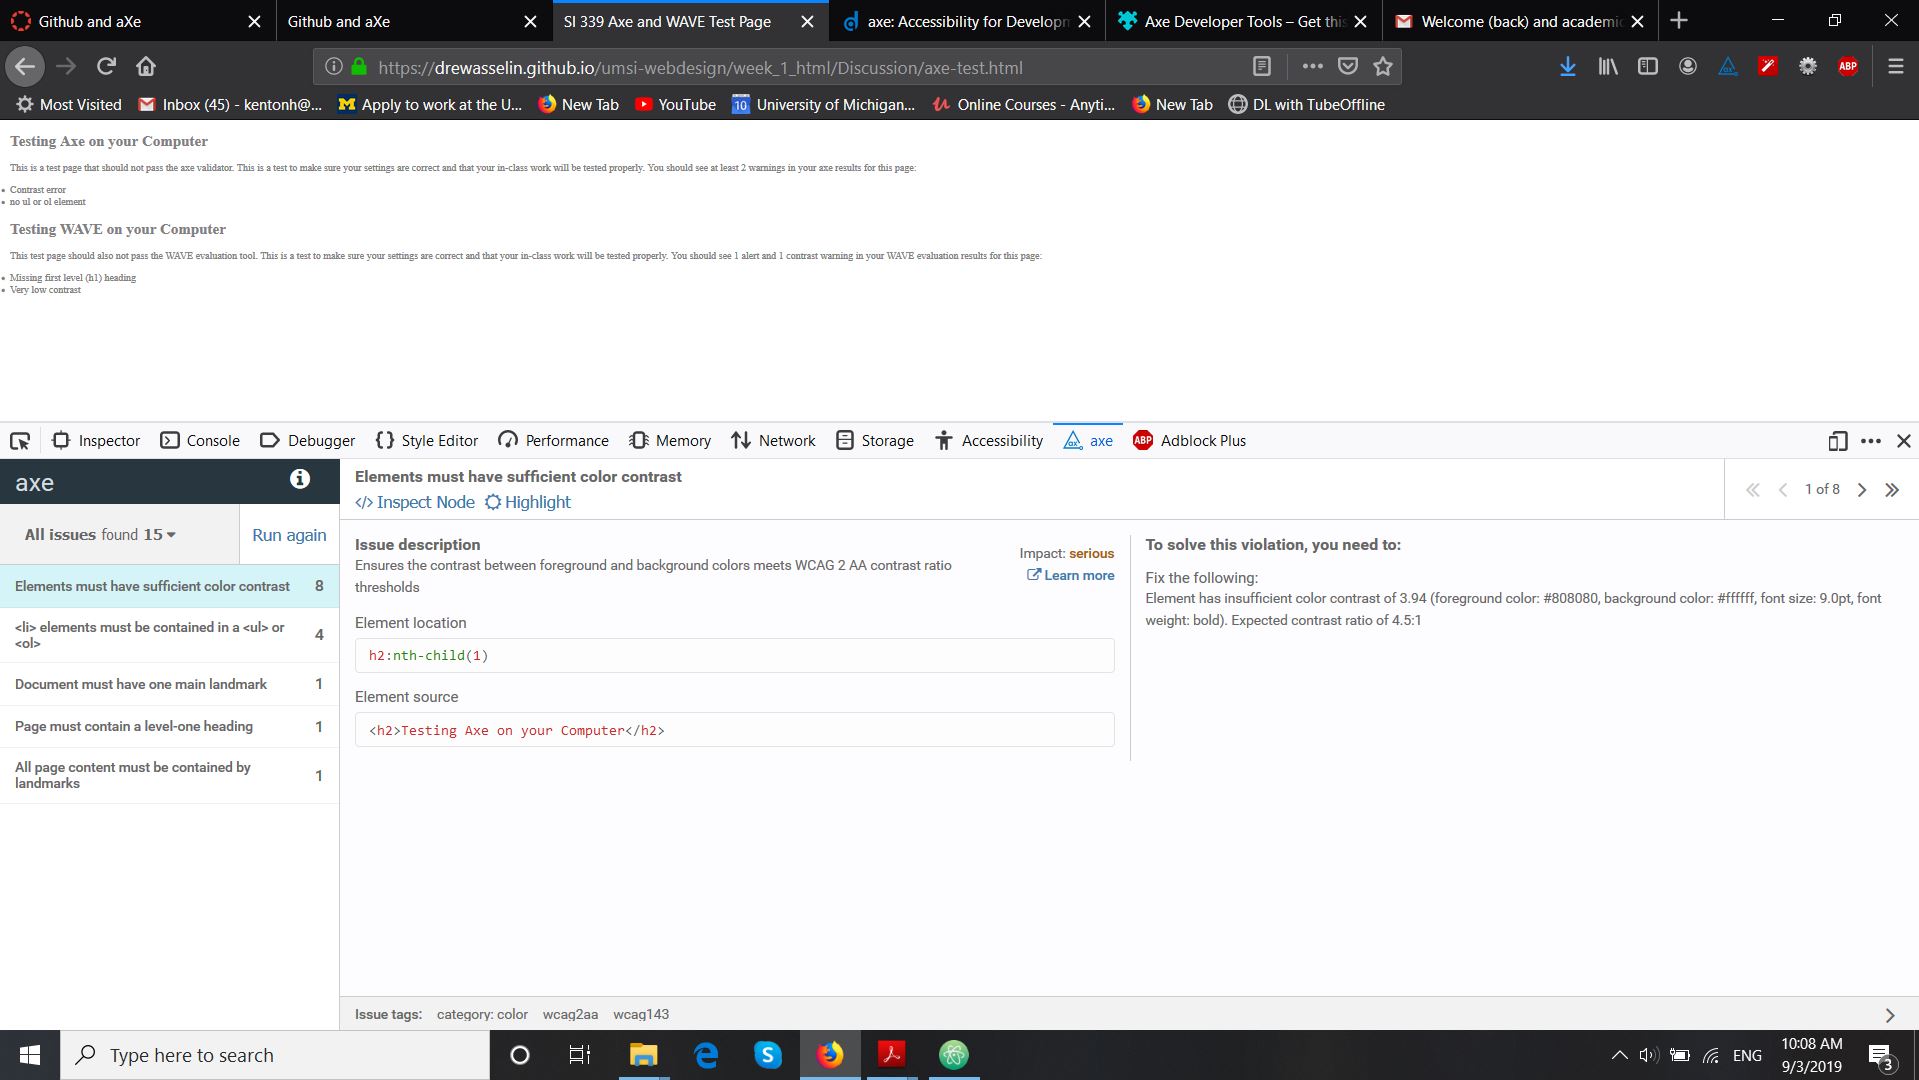 Github and aXe
Github and aXe
SI 339 Axe and WAVE Test Page
axe: Accessibility for Developm
Axe Developer Tools – Get this
Welcome (back) and academic
https://drewasselin.github.io/umsi-webdesign/week_1_html/Discussion/axe-test.html
ABP
Most Visited
Inbox (45) - kentonh@...
Apply to work at the U...
New Tab
YouTube
10
University of Michigan...
Online Courses - Anyti...
New Tab
DL with TubeOffline
Testing Axe on your Computer
This is a test page that should not pass the axe validator. This is a test to make sure your settings are correct and that your in-class work will be tested properly. You should see at least 2 warnings in your axe results for this page:
• Contrast error
• no ul or ol element
Testing WAVE on your Computer
This test page should also not pass the WAVE evaluation tool. This is a test to make sure your settings are correct and that your in-class work will be tested properly. You should see 1 alert and 1 contrast warning in your WAVE evaluation results for this page:
• Missing first level (h1) heading
• Very low contrast
Inspector
Console
Debugger
Style Editor
Performance
Memory
Network
Storage
Accessibility
axe
ABP
Adblock Plus
axe
All issues found 15
Run again
Elements must have sufficient color contrast 8
<li> elements must be contained in a <ul> or
<ol>
4
Document must have one main landmark 1
Page must contain a level-one heading 1
All page content must be contained by
landmarks
1
Elements must have sufficient color contrast
</> Inspect Node
Highlight
1 of 8
Issue description
Ensures the contrast between foreground and background colors meets WCAG 2 AA contrast ratio
thresholds
Impact: serious
Learn more
Element location
h2:nth-child(1)
Element source
<h2>Testing Axe on your Computer</h2>
To solve this violation, you need to:
Fix the following:
Element has insufficient color contrast of 3.94 (foreground color: #808080, background color: #ffffff, font size: 9.0pt, font
weight: bold). Expected contrast ratio of 4.5:1
Issue tags: category: color wcag2aa wcag143
Type here to search
ENG
10:08 AM
9/3/2019
3